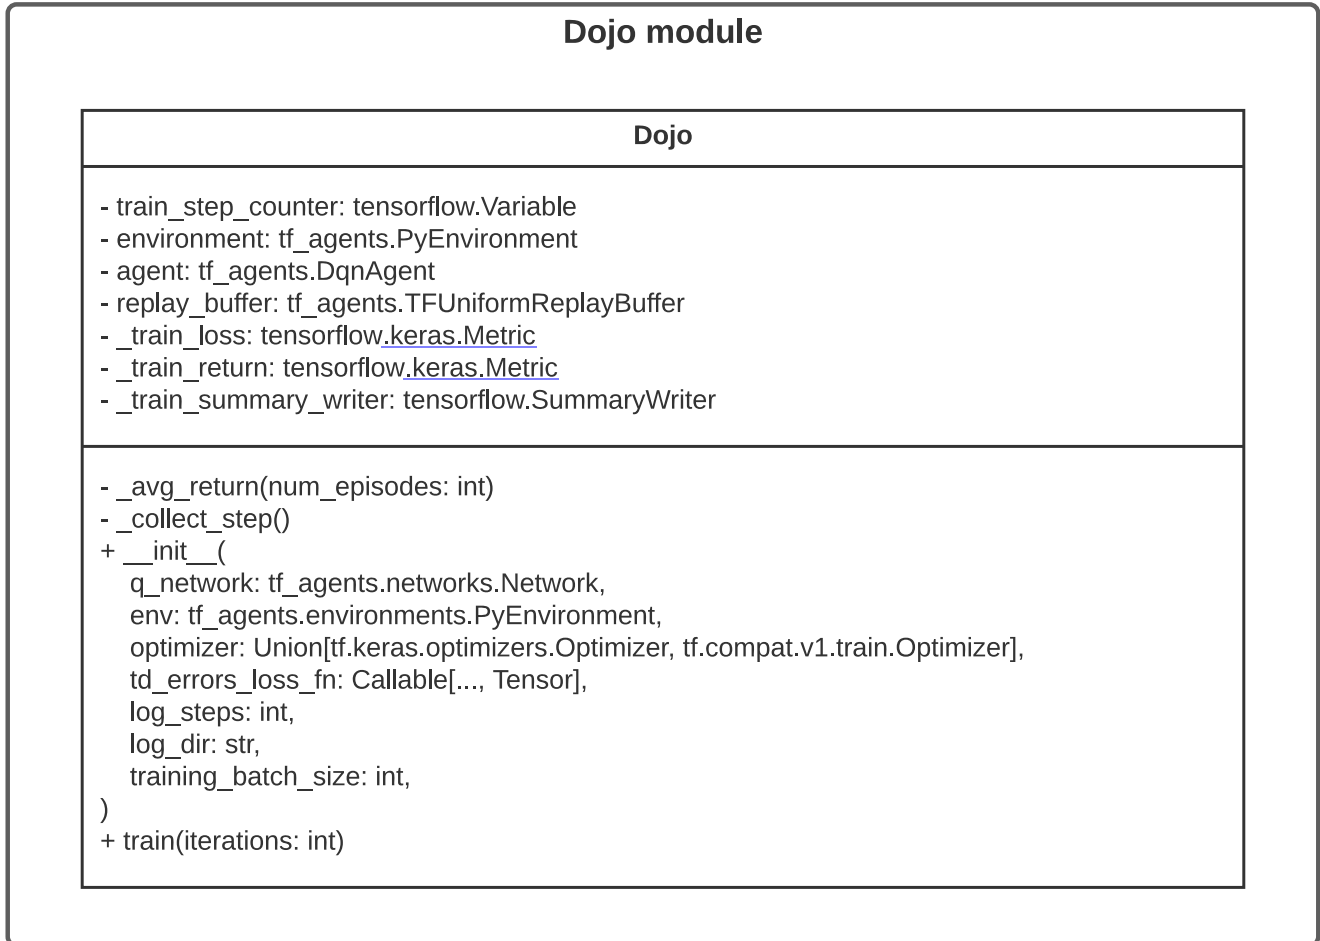 Dojo module
Dojo
- train_step_counter: tensorflow.Variable
- environment: tf_agents.PyEnvironment
- agent: tf_agents.DqnAgent
- replay_buffer: tf_agents.TFUniformReplayBuffer
- _train_loss: tensorflow.keras.Metric
- _train_return: tensorflow.keras.Metric
- _train_summary_writer: tensorflow.SummaryWriter
- _avg_return(num_episodes: int)
- _collect_step()
+ __init__(
q_network: tf_agents.networks.Network,
env: tf_agents.environments.PyEnvironment,
optimizer: Union[tf.keras.optimizers.Optimizer, tf.compat.v1.train.Optimizer],
td_errors_loss_fn: Callable[..., Tensor],
log_steps: int,
log_dir: str,
training_batch_size: int,
)
+ train(iterations: int)